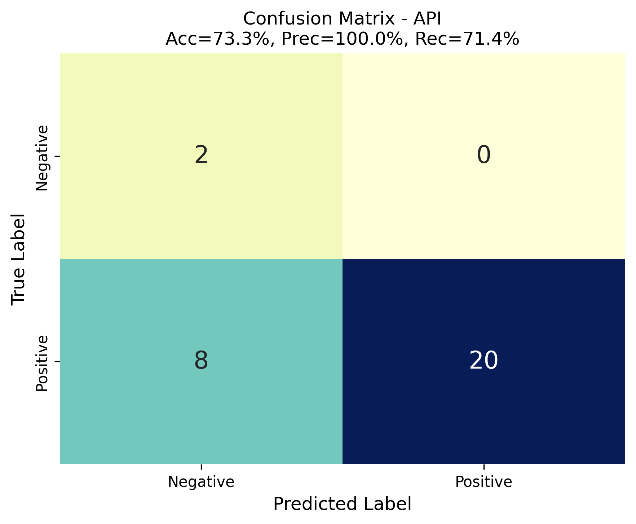 Confusion Matrix - API
Acc=73.3%, Prec=100.0%, Rec=71.4%
True Label
Negative
2
0
Positive
8
20
Negative
Positive
Predicted Label